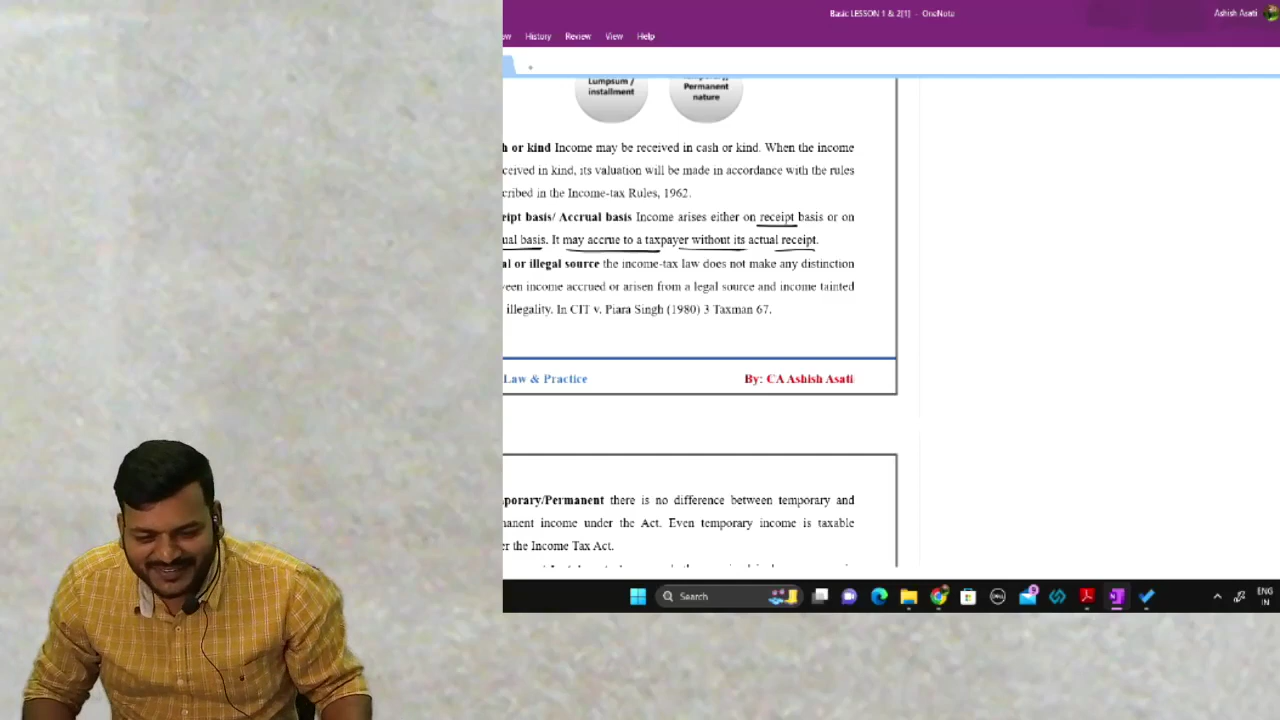 Basic LESSON 1 & 2[1] - OneNote
Ashish Asati
History Review View Help
Lumpsum /
installment
Permanent
nature
h or kind Income may be received in cash or kind. When the income
ceived in kind, its valuation will be made in accordance with the rules
cribed in the Income-tax Rules, 1962.
eipt basis/ Accrual basis Income arises either on receipt basis or on
ual basis. It may accrue to a taxpayer without its actual receipt.
al or illegal source the income-tax law does not make any distinction
veen income accrued or arisen from a legal source and income tainted
illegality. In CIT v. Piara Singh (1980) 3 Taxman 67.
Law & Practice
By: CA Ashish Asati
porary/Permanent there is no difference between temporary and
nanent income under the Act. Even temporary income is taxable
er the Income Tax Act.
Search
ENG
IN